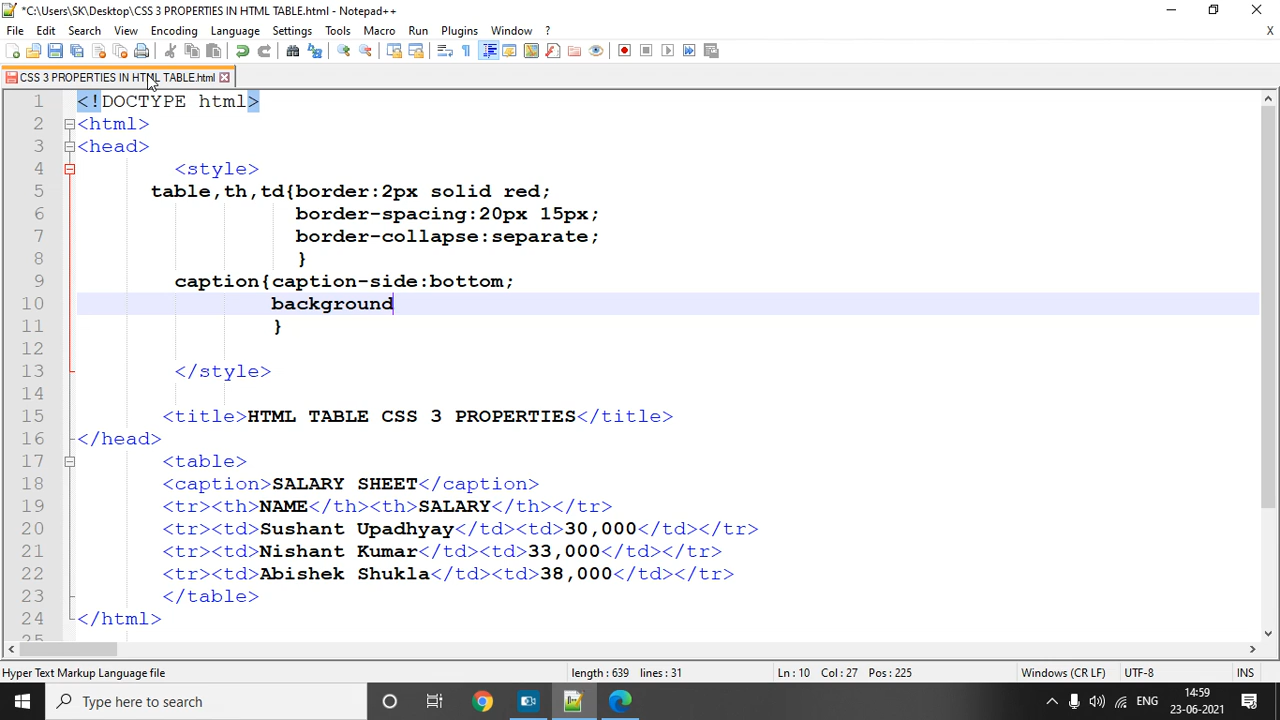 *C:\Users\SK\Desktop\CSS 3 PROPERTIES IN HTML TABLE.html - Notepad++
File Edit Search View Encoding Language Settings Tools Macro Run Plugins Window ? X
CSS 3 PROPERTIES IN HTML TABLE.html
1 <!DOCTYPE html>
2 <html>
3 <head>
4 <style>
5 table,th,td{border:2px solid red;
6 border-spacing:20px 15px;
7 border-collapse:separate;
8 }
9 caption{caption-side:bottom;
10 background
11 }
12
13 </style>
14
15 <title>HTML TABLE CSS 3 PROPERTIES</title>
16 </head>
17 <table>
18 <caption>SALARY SHEET</caption>
19 <tr><th>NAME</th><th>SALARY</th></tr>
20 <tr><td>Sushant Upadhyay</td><td>30,000</td></tr>
21 <tr><td>Nishant Kumar</td><td>33,000</td></tr>
22 <tr><td>Abishek Shukla</td><td>38,000</td></tr>
23 </table>
24 </html>
25
Hyper Text Markup Language file length : 639 lines : 31 Ln : 10 Col : 27 Pos : 225 Windows (CR LF) UTF-8 INS
Type here to search ENG 14:59
23-06-2021